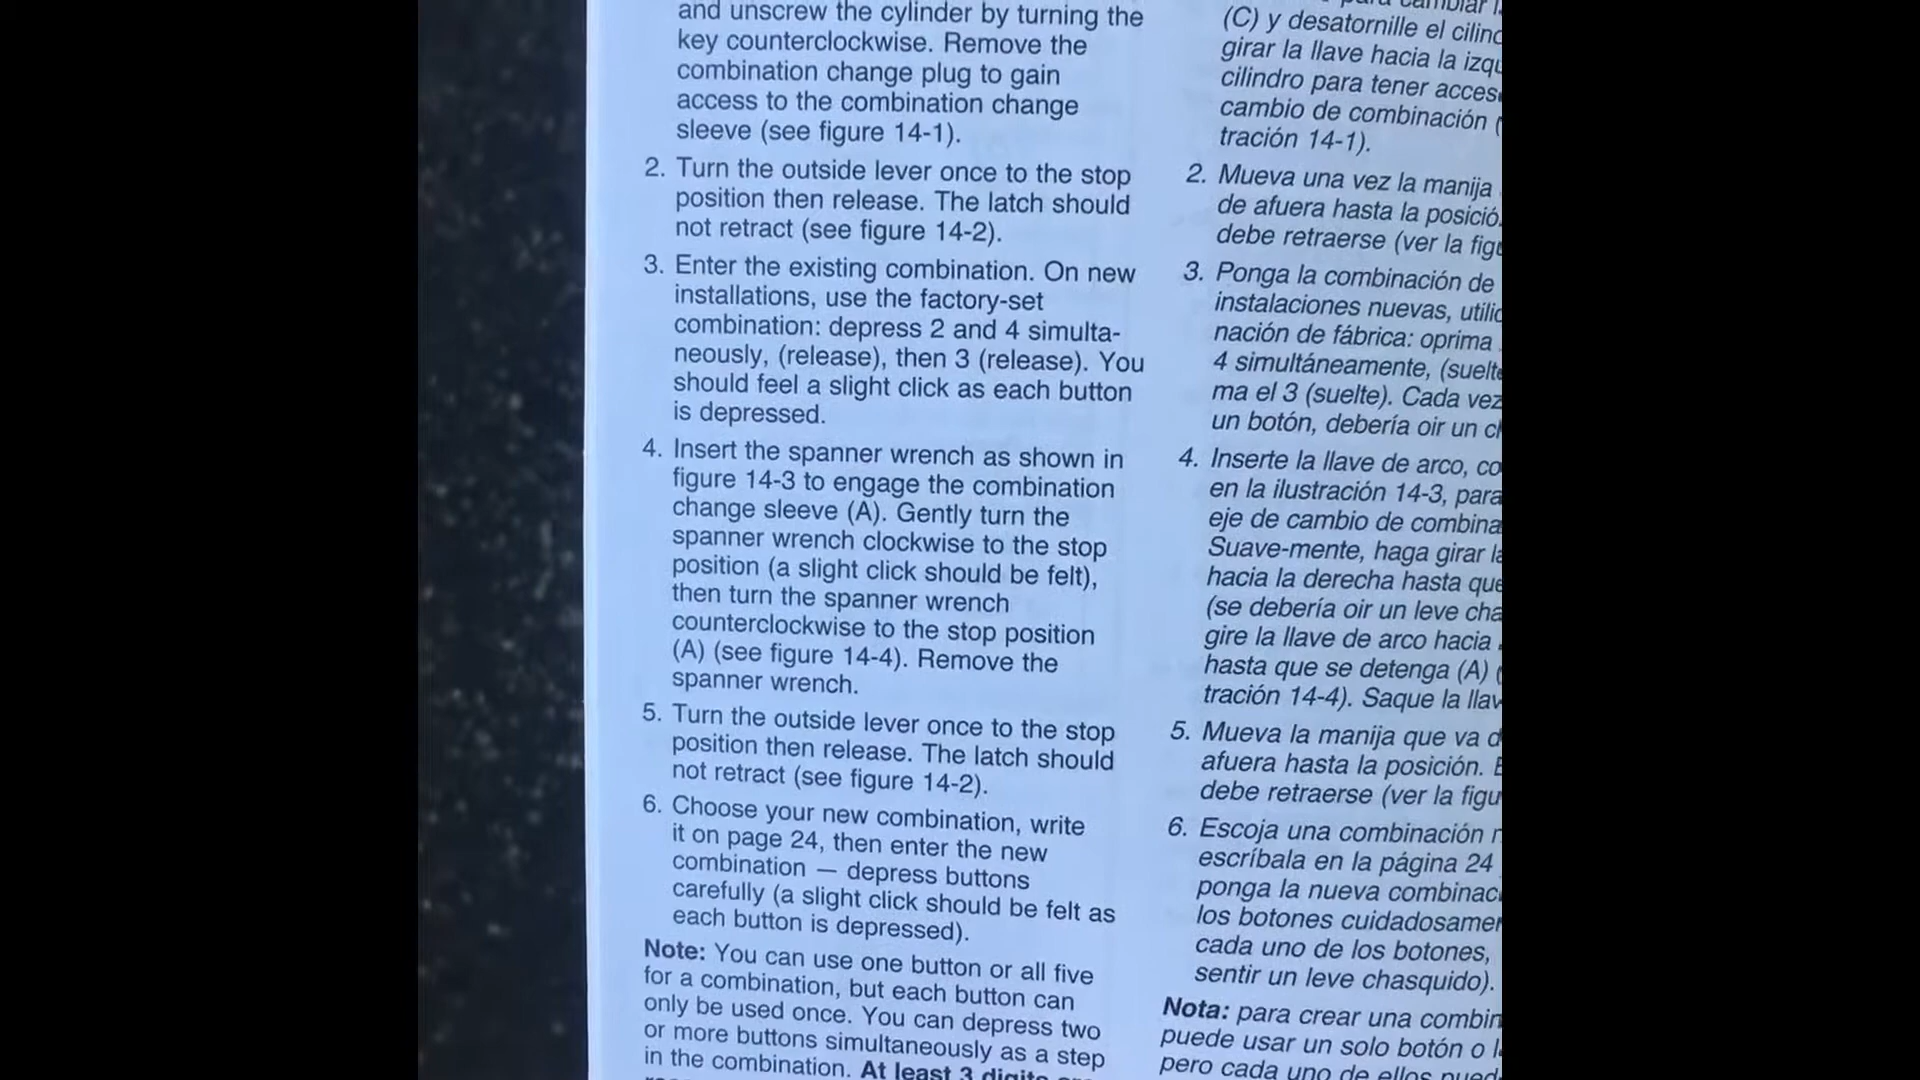 and unscrew the cylinder by turning the
key counterclockwise. Remove the
combination change plug to gain
access to the combination change
sleeve (see figure 14-1).
2. Turn the outside lever once to the stop
position then release. The latch should
not retract (see figure 14-2).
3. Enter the existing combination. On new
installations, use the factory-set
combination: depress 2 and 4 simulta-
neously, (release), then 3 (release). You
should feel a slight click as each button
is depressed.
4. Insert the spanner wrench as shown in
figure 14-3 to engage the combination
change sleeve (A). Gently turn the
spanner wrench clockwise to the stop
position (a slight click should be felt),
then turn the spanner wrench
counterclockwise to the stop position
(A) (see figure 14-4). Remove the
spanner wrench.
5. Turn the outside lever once to the stop
position then release. The latch should
not retract (see figure 14-2).
6. Choose your new combination, write
it on page 24, then enter the new
combination — depress buttons
carefully (a slight click should be felt as
each button is depressed).
Note: You can use one button or all five
for a combination, but each button can
only be used once. You can depress two
or more buttons simultaneously as a step
in the combination. At least 3 digits
para cambiar
(C) y desatornille el
girar la llave hacia la
cilindro para tener
cambio de combinación (
tración 14-1).
2. Mueva una vez la manija
de afuera hasta la
debe retraerse (ver la
3. Ponga la combinación de
instalaciones nuevas,
nación de fábrica: oprima
4 simultáneamente,
ma el 3 (suelte). Cada vez
un botón, debería oir un
4. Inserte la llave de arco,
en la ilustración 14-3, para
eje de cambio de
Suave-mente, haga girar
hacia la derecha hasta que
(se debería oir un leve
gire la llave de arco hacia
hasta que se detenga (A) (
tración 14-4). Saque la
5. Mueva la manija que va
afuera hasta la posición.
debe retraerse (ver la
6. Escoja una combinación
escríbala en la página 24
ponga la nueva
los botones
cada uno de los botones,
sentir un leve chasquido).
Nota: para crear una
puede usar un solo botón o
pero cada uno de ellos